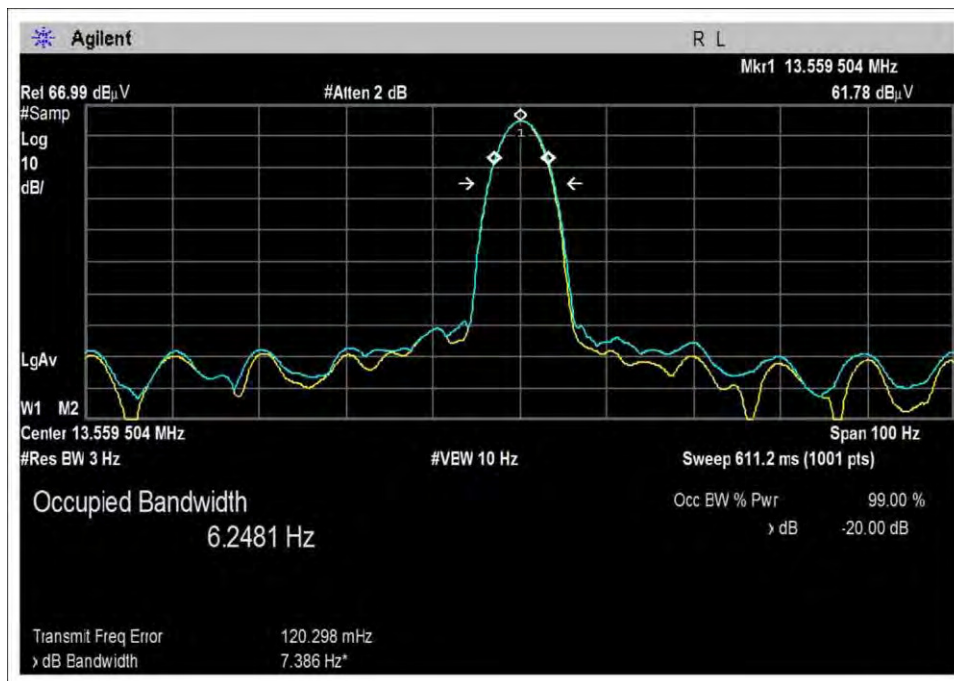 Agilent R L
Mkr1 13.559 504 MHz
Ref 66.99 dBµV #Atten 2 dB 61.78 dBµV
#Samp
Log
10
dB/
1
LgAv
W1 M2
Center 13.559 504 MHz Span 100 Hz
#Res BW 3 Hz #VBW 10 Hz Sweep 611.2 ms (1001 pts)
Occupied Bandwidth
6.2481 Hz
Occ BW % Pwr 99.00 %
x dB -20.00 dB
Transmit Freq Error 120.298 mHz
x dB Bandwidth 7.386 Hz*